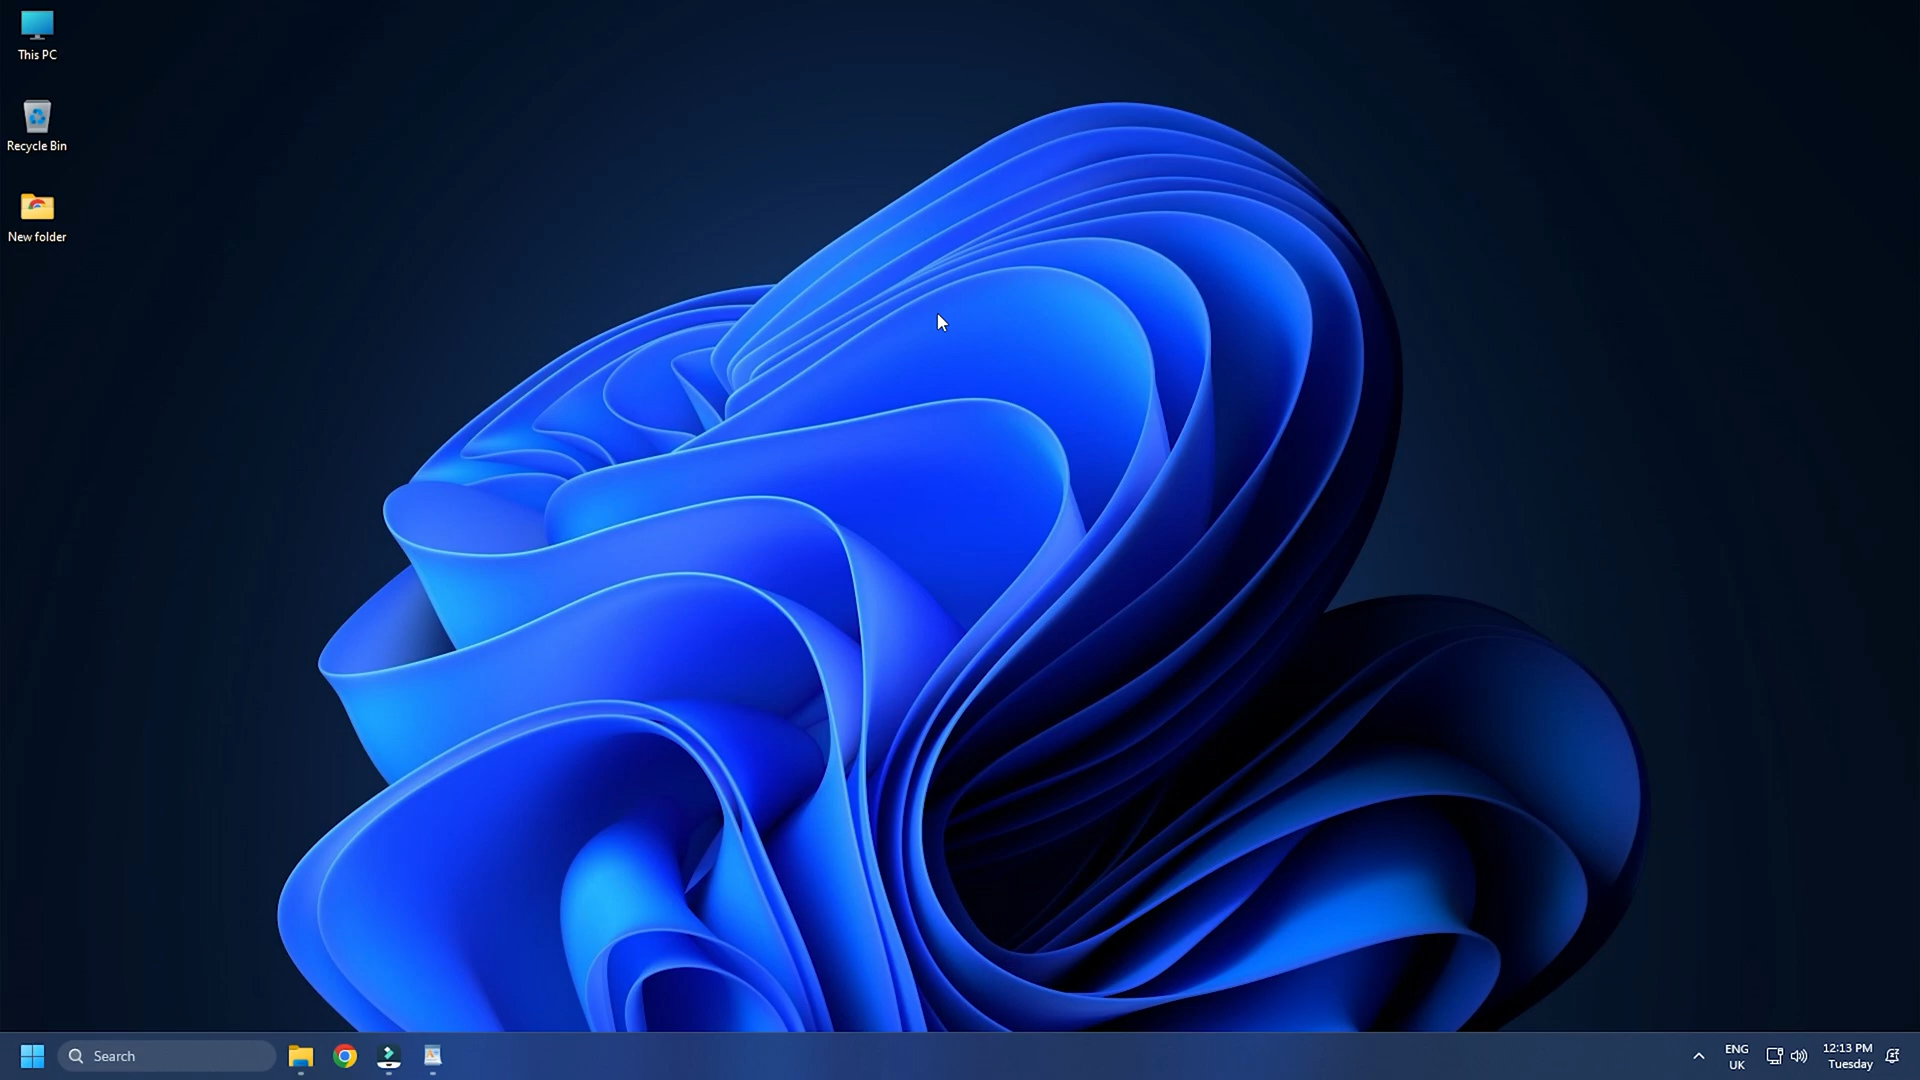 This PC
Recycle Bin
New folder
Search
ENG
UK
12:13 PM
Tuesday